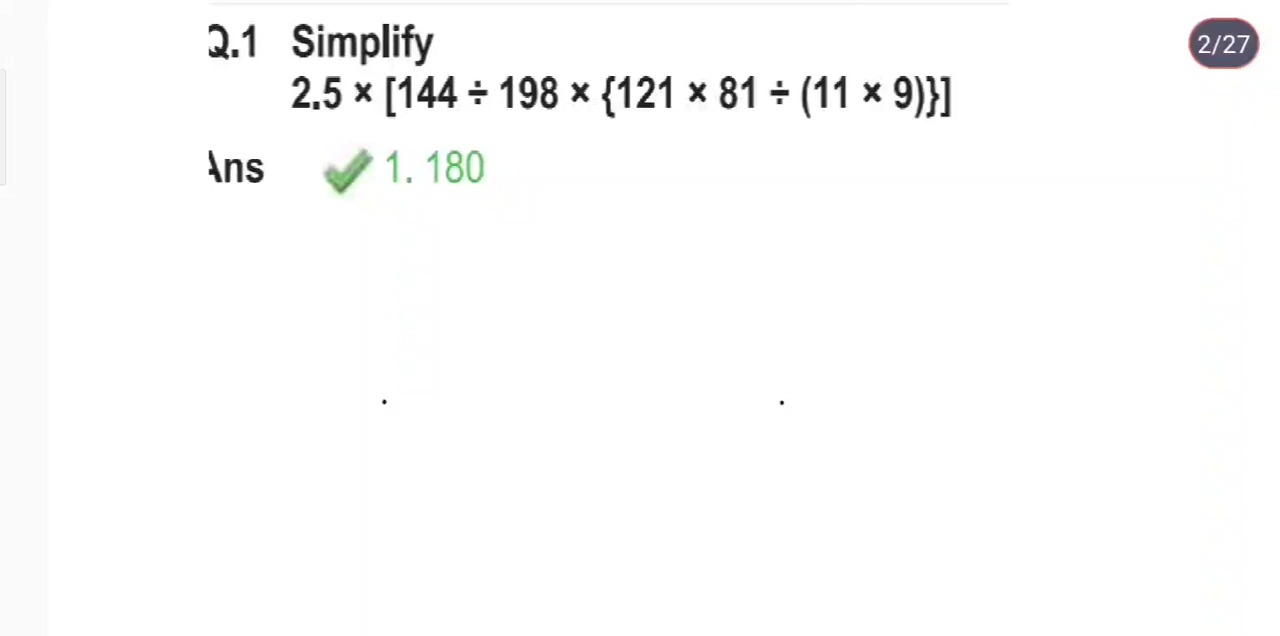 Q.1 Simplify
2/27
2.5 × [144 ÷ 198 × {121 × 81 ÷ (11 × 9)}]
Ans 1. 180